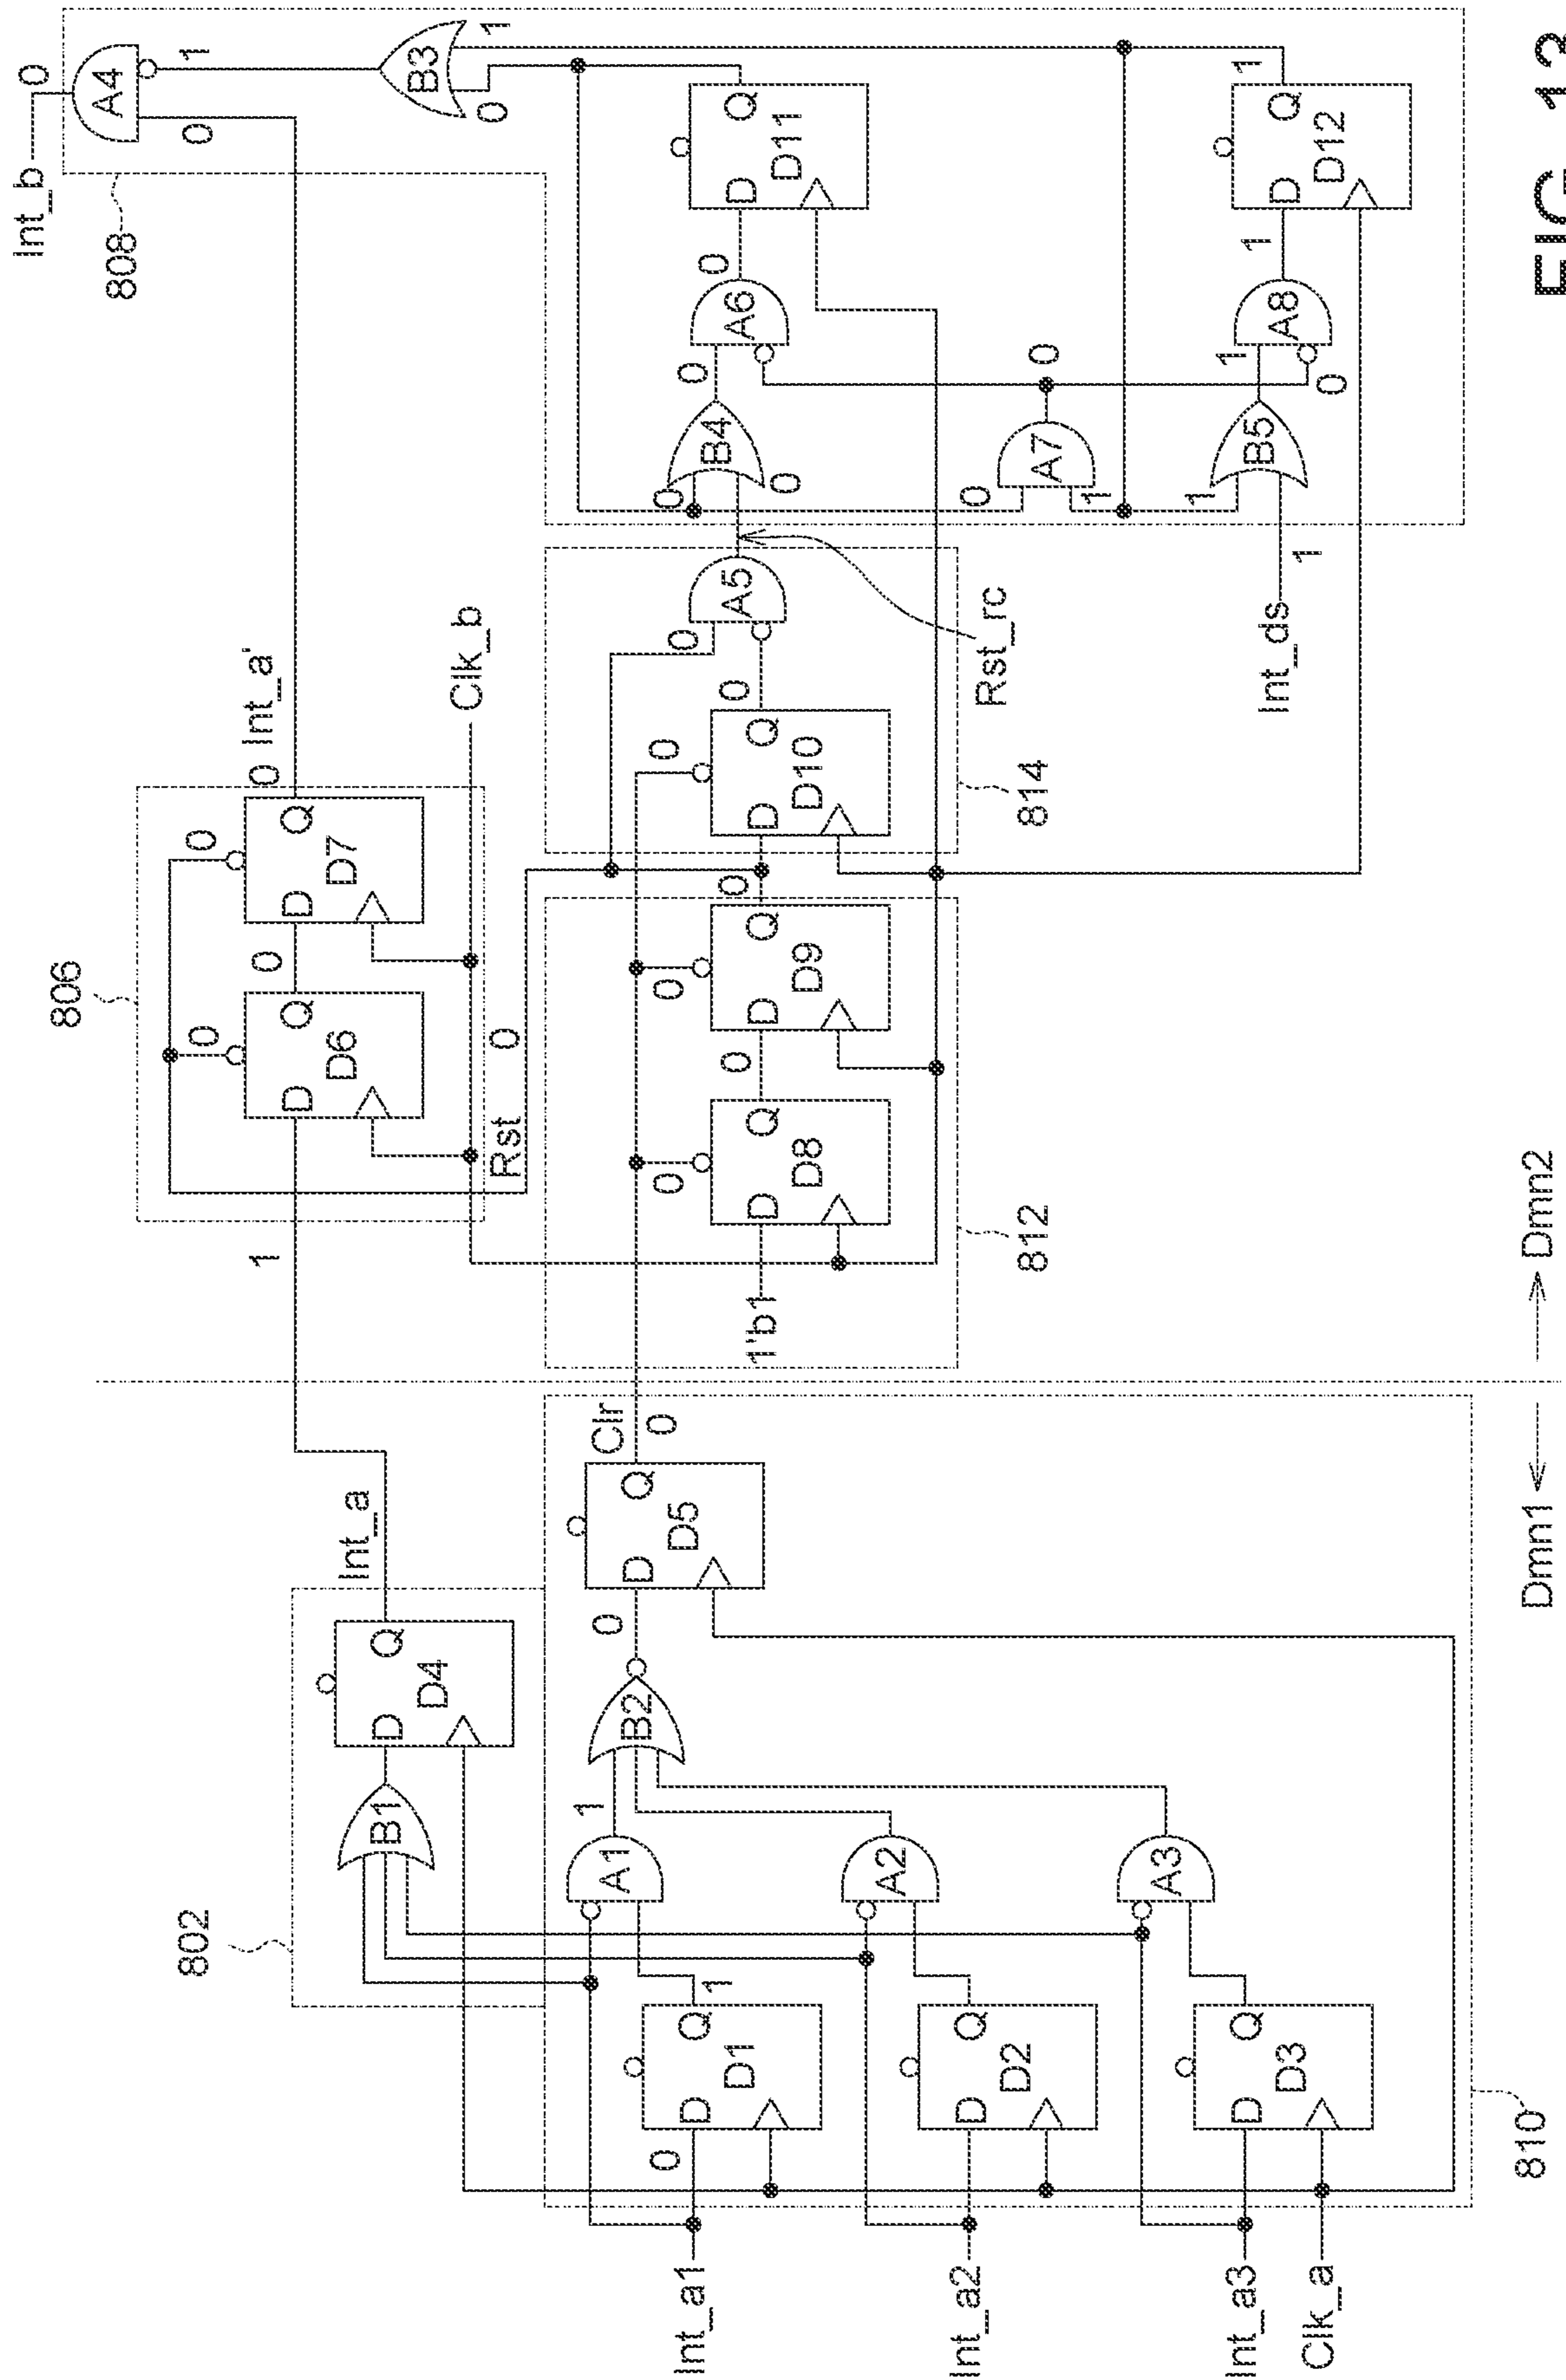 Int_b
0
A4
0
1
808
B3
0
1
Q
D
D11
Q
D
D12
0
A6
1
A8
0
0
1
0
B4
0
0
A7
0
1
B5
1
Int_ds
1
A5
0
Rst_rc
Int_a'
0
Clk_b
806
0
D7
D
Q
0
0
D6
D
Q
Rst
0
0
0
D10
D
Q
814
0
0
D9
D
Q
0
0
D8
D
Q
812
1'b1
1
Dmn1
Dmn2
Int_a
Clr
0
D5
D
Q
0
B2
D4
D
Q
B1
802
1
A1
A2
A3
1
Q
D
D1
0
Q
D
D2
Q
D
D3
810
Int_a1
Int_a2
Int_a3
Clk_a